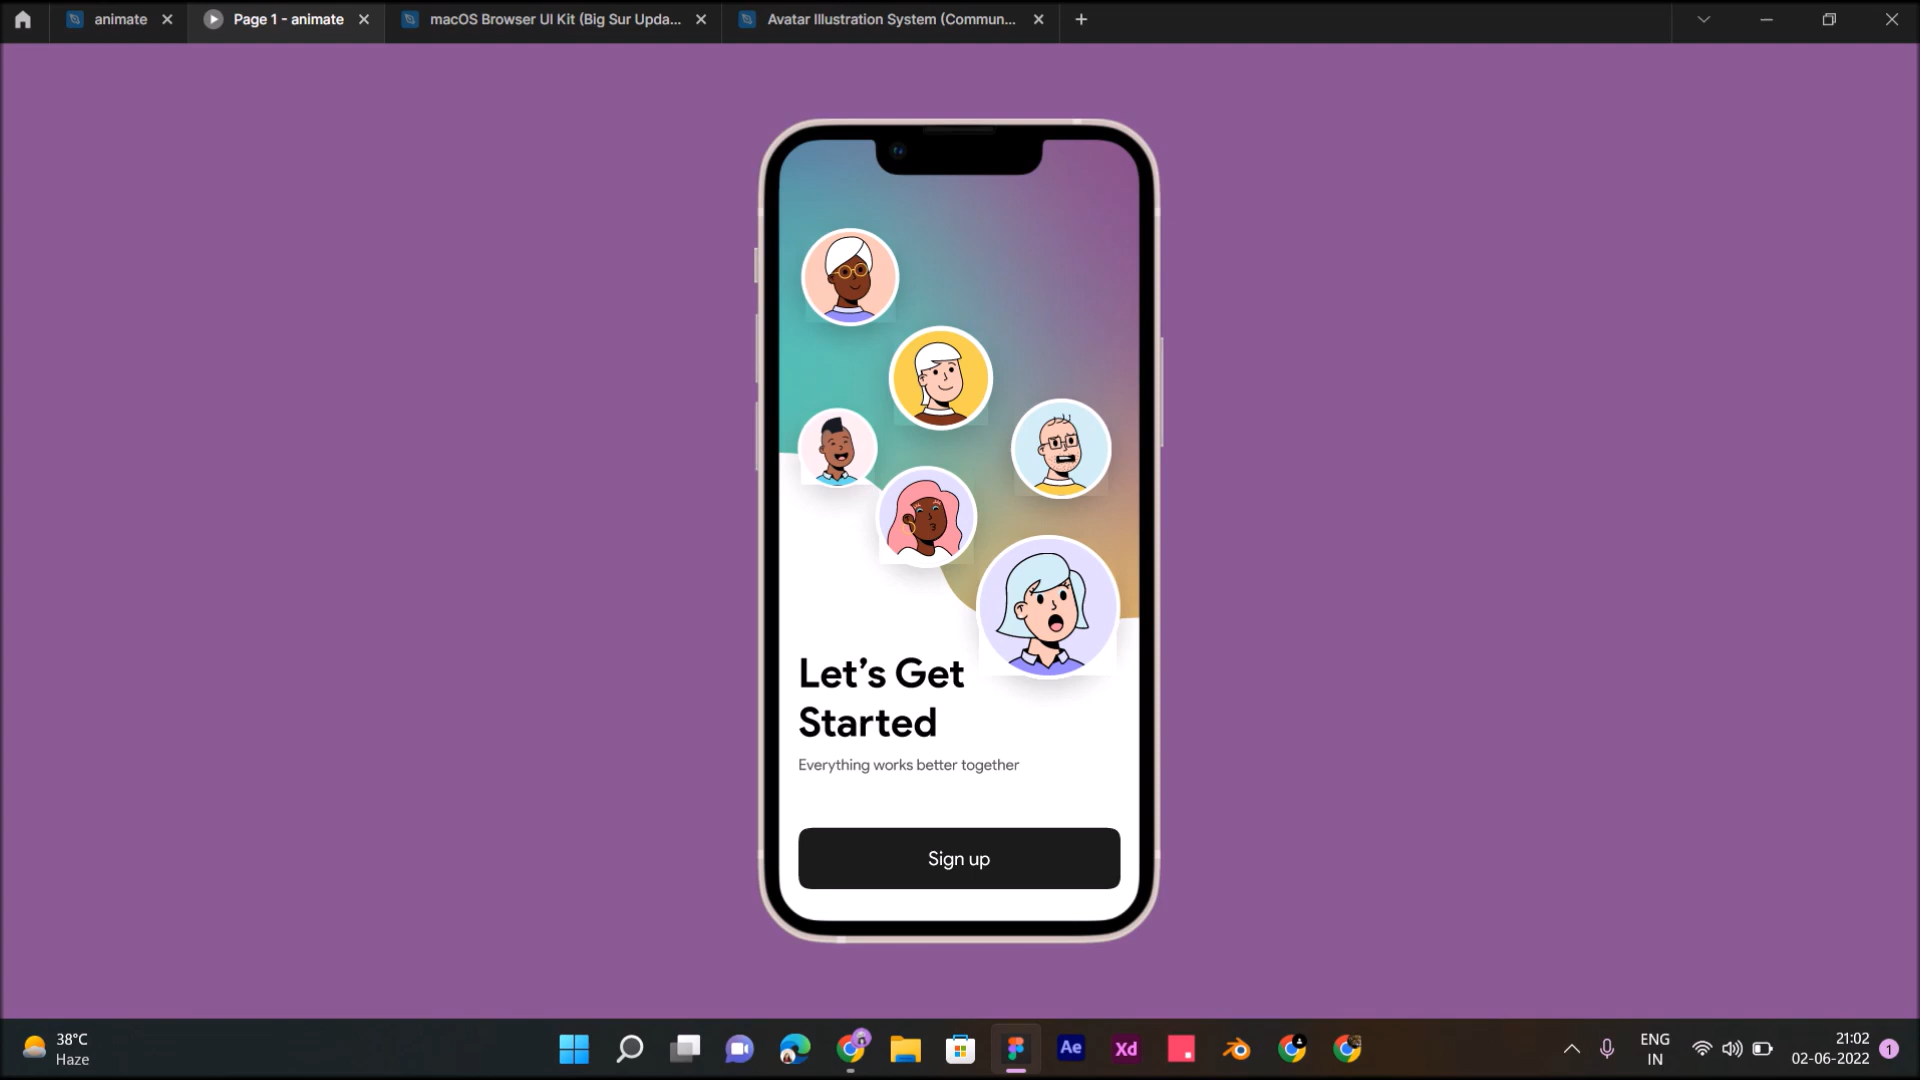 animate
Page 1 - animate
macOS Browser UI Kit (Big Sur Upda...
Avatar Illustration System (Commun...
Let's Get
Started
Everything works better together
Sign up
38°C
Haze
Ae
Xd
ENG
IN
21:02
02-06-2022
1